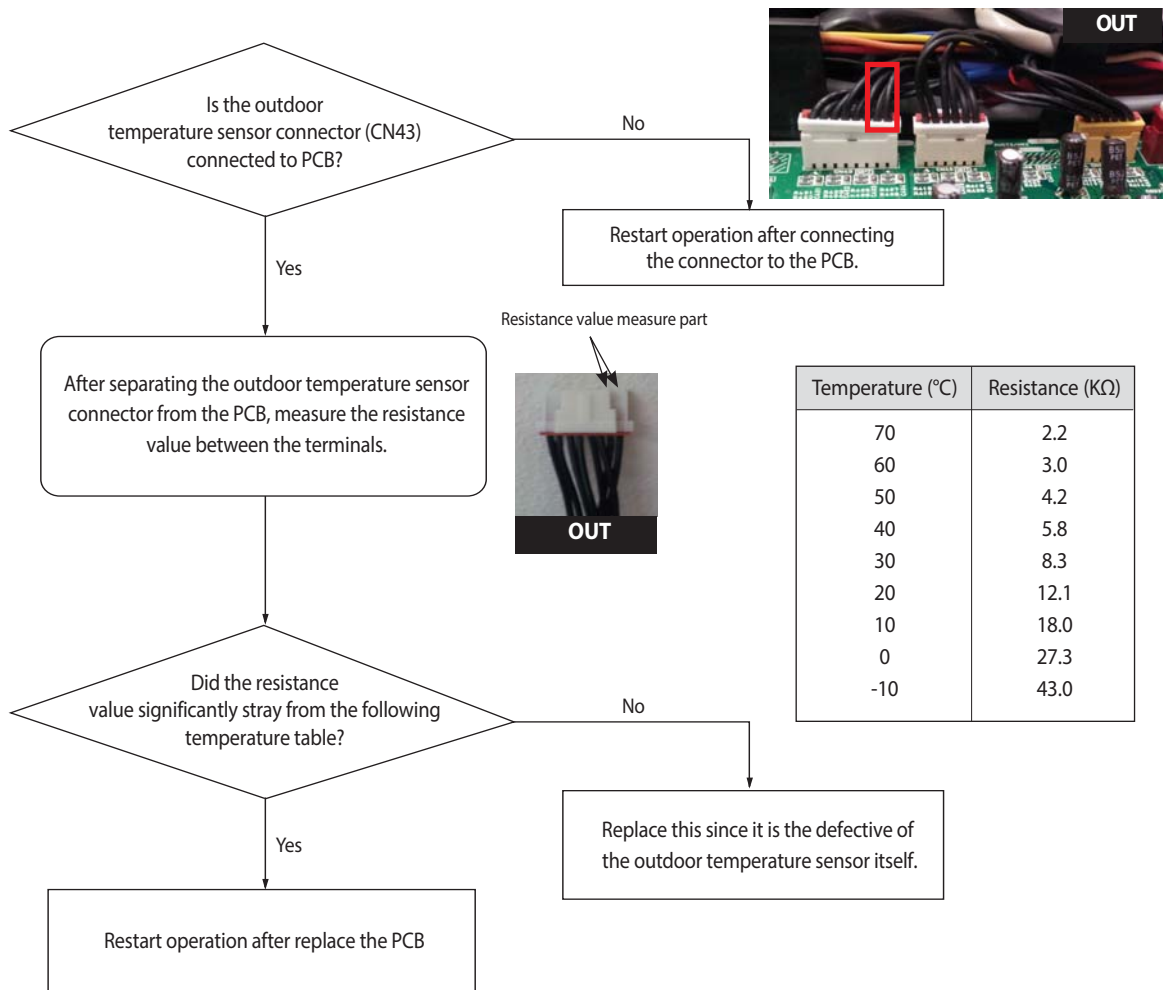 OUT
Is the outdoor
temperature sensor connector (CN43)
connected to PCB?
No
Restart operation after connecting
the connector to the PCB.
Yes
Resistance value measure part
OUT
After separating the outdoor temperature sensor
connector from the PCB, measure the resistance
value between the terminals.
Temperature (°C) Resistance (KΩ)
70 2.2
60 3.0
50 4.2
40 5.8
30 8.3
20 12.1
10 18.0
0 27.3
-10 43.0
Did the resistance
value significantly stray from the following
temperature table?
No
Replace this since it is the defective of
the outdoor temperature sensor itself.
Yes
Restart operation after replace the PCB